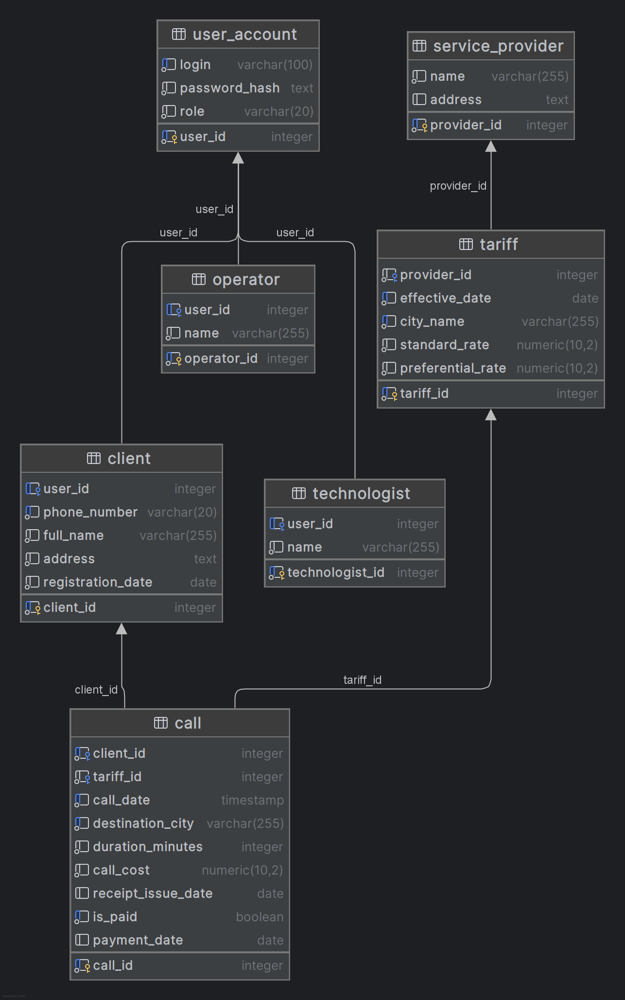 user_account
login varchar(100)
password_hash text
role varchar(20)
user_id integer
service_provider
name varchar(255)
address text
provider_id integer
provider_id
user_id
user_id
user_id
operator
user_id integer
name varchar(255)
operator_id integer
tariff
provider_id integer
effective_date date
city_name varchar(255)
standard_rate numeric(10,2)
preferential_rate numeric(10,2)
tariff_id integer
client
user_id integer
phone_number varchar(20)
full_name varchar(255)
address text
registration_date date
client_id integer
technologist
user_id integer
name varchar(255)
technologist_id integer
client_id
tariff_id
call
client_id integer
tariff_id integer
call_date timestamp
destination_city varchar(255)
duration_minutes integer
call_cost numeric(10,2)
receipt_issue_date date
is_paid boolean
payment_date date
call_id integer
Powered by yFiles